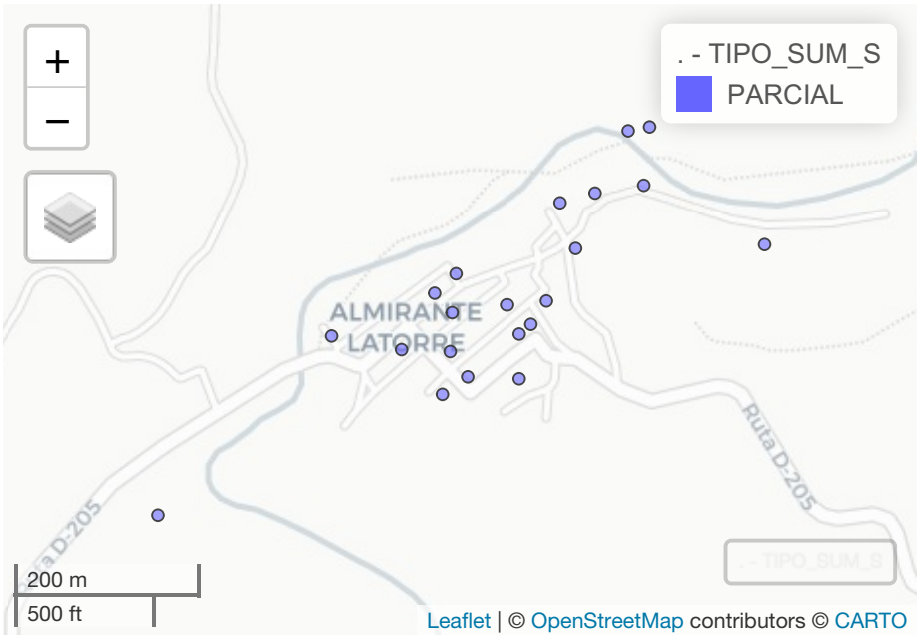 +
−
. - TIPO_SUM_S
PARCIAL
ALMIRANTE
LATORRE
Ruta D-205
Ruta D-205
. - TIPO_SUM_S
200 m
500 ft
Leaflet | © OpenStreetMap contributors © CARTO